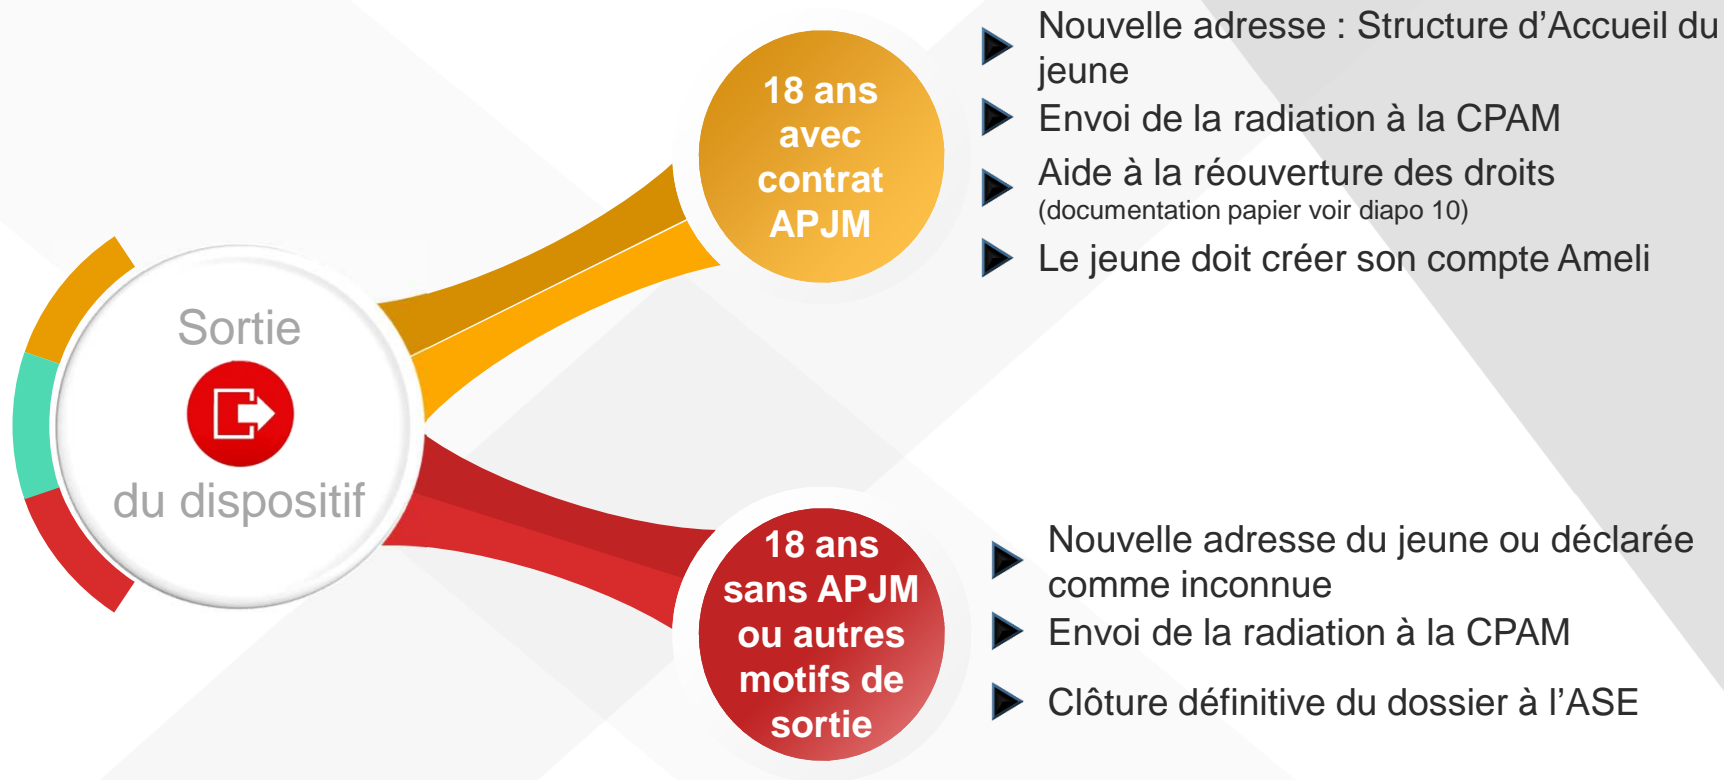 Sortie
du dispositif
18 ans
avec
contrat
APJM
Nouvelle adresse : Structure d’Accueil du
jeune
Envoi de la radiation à la CPAM
Aide à la réouverture des droits
(documentation papier voir diapo 10)
Le jeune doit créer son compte Ameli
18 ans
sans APJM
ou autres
motifs de
sortie
Nouvelle adresse du jeune ou déclarée
comme inconnue
Envoi de la radiation à la CPAM
Clôture définitive du dossier à l’ASE